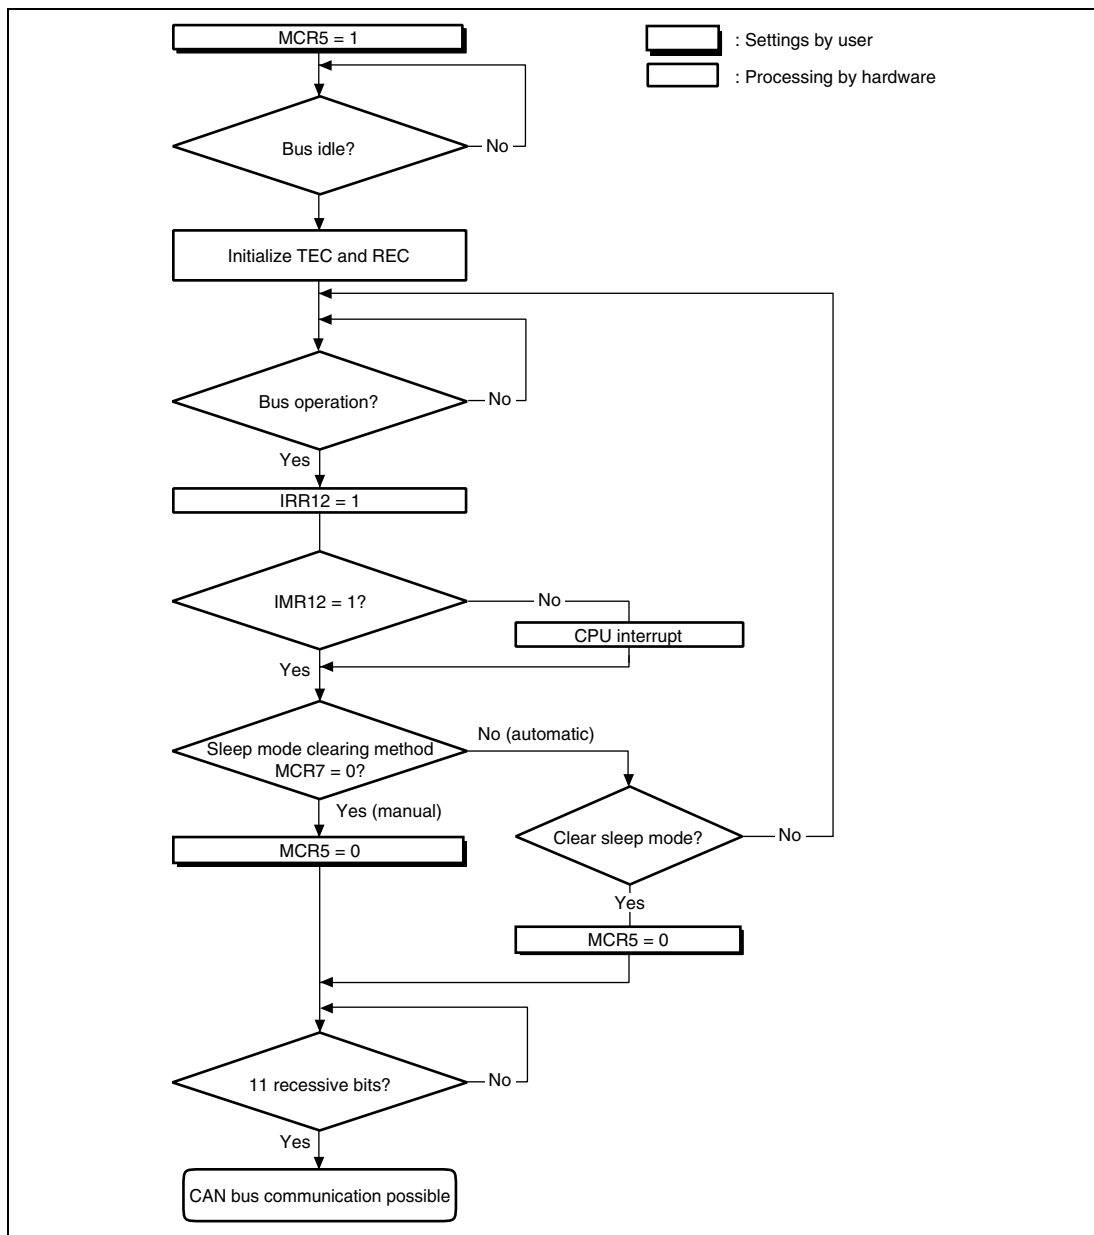 MCR5 = 1
: Settings by user
: Processing by hardware
Bus idle?
No
Initialize TEC and REC
Bus operation?
No
Yes
IRR12 = 1
IMR12 = 1?
No
CPU interrupt
Yes
Sleep mode clearing method
MCR7 = 0?
No (automatic)
Yes (manual)
Clear sleep mode?
No
MCR5 = 0
Yes
MCR5 = 0
11 recessive bits?
No
Yes
CAN bus communication possible